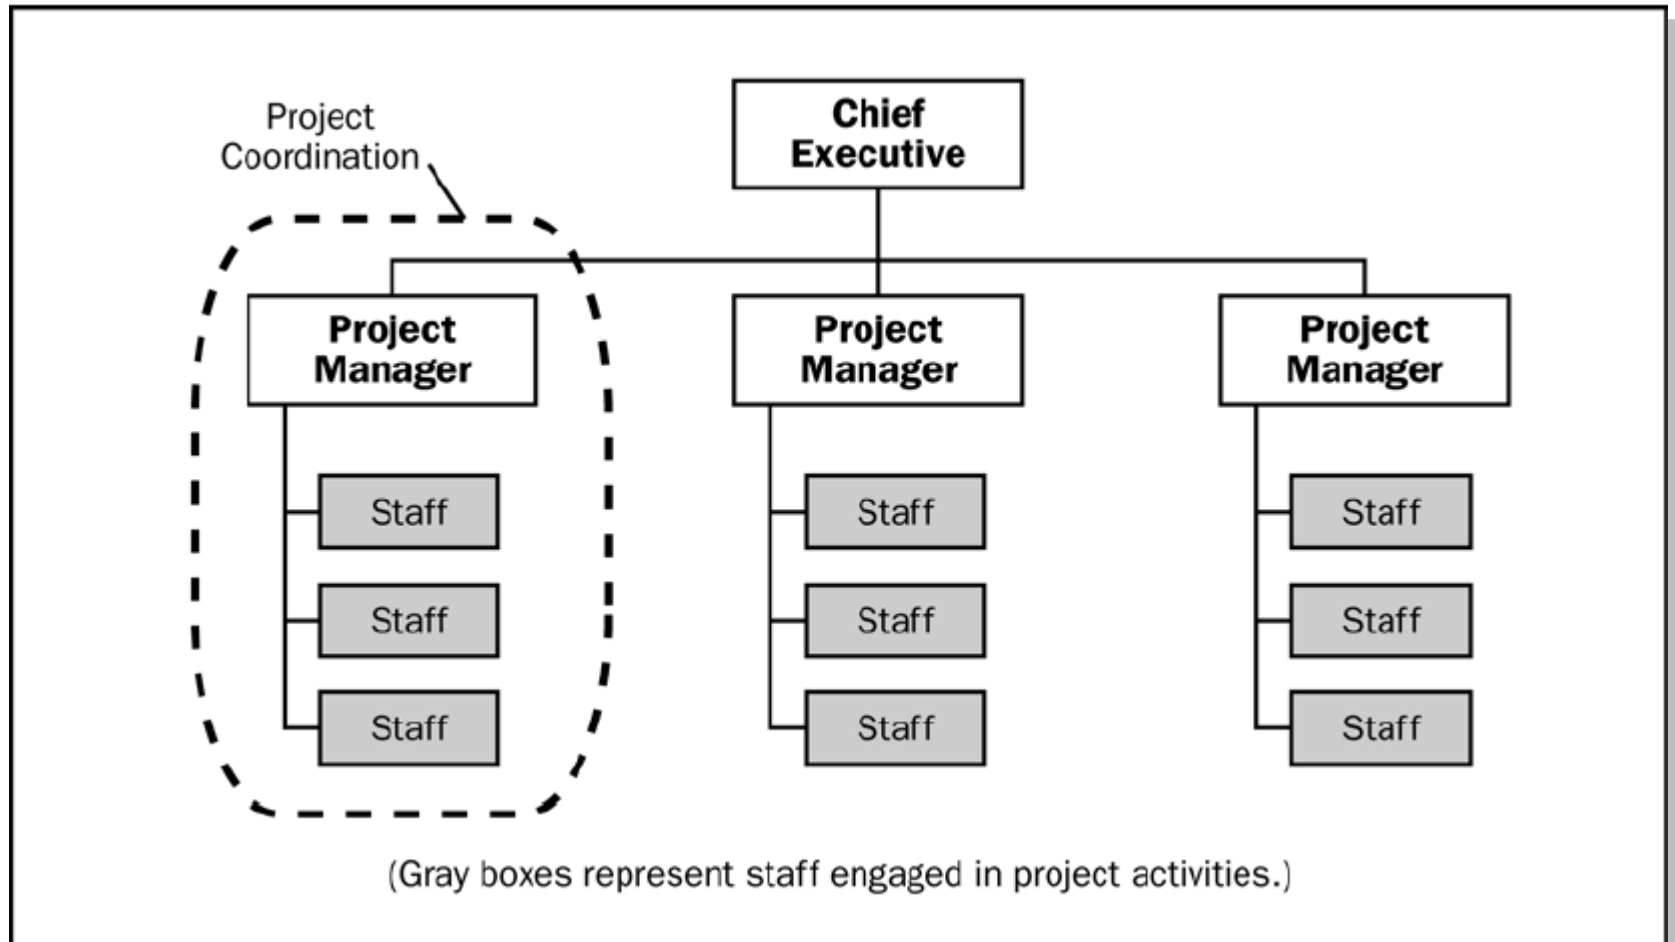 Project
Coordination
Chief
Executive
Project
Manager
Project
Manager
Project
Manager
Staff
Staff
Staff
Staff
Staff
Staff
Staff
Staff
Staff
(Gray boxes represent staff engaged in project activities.)